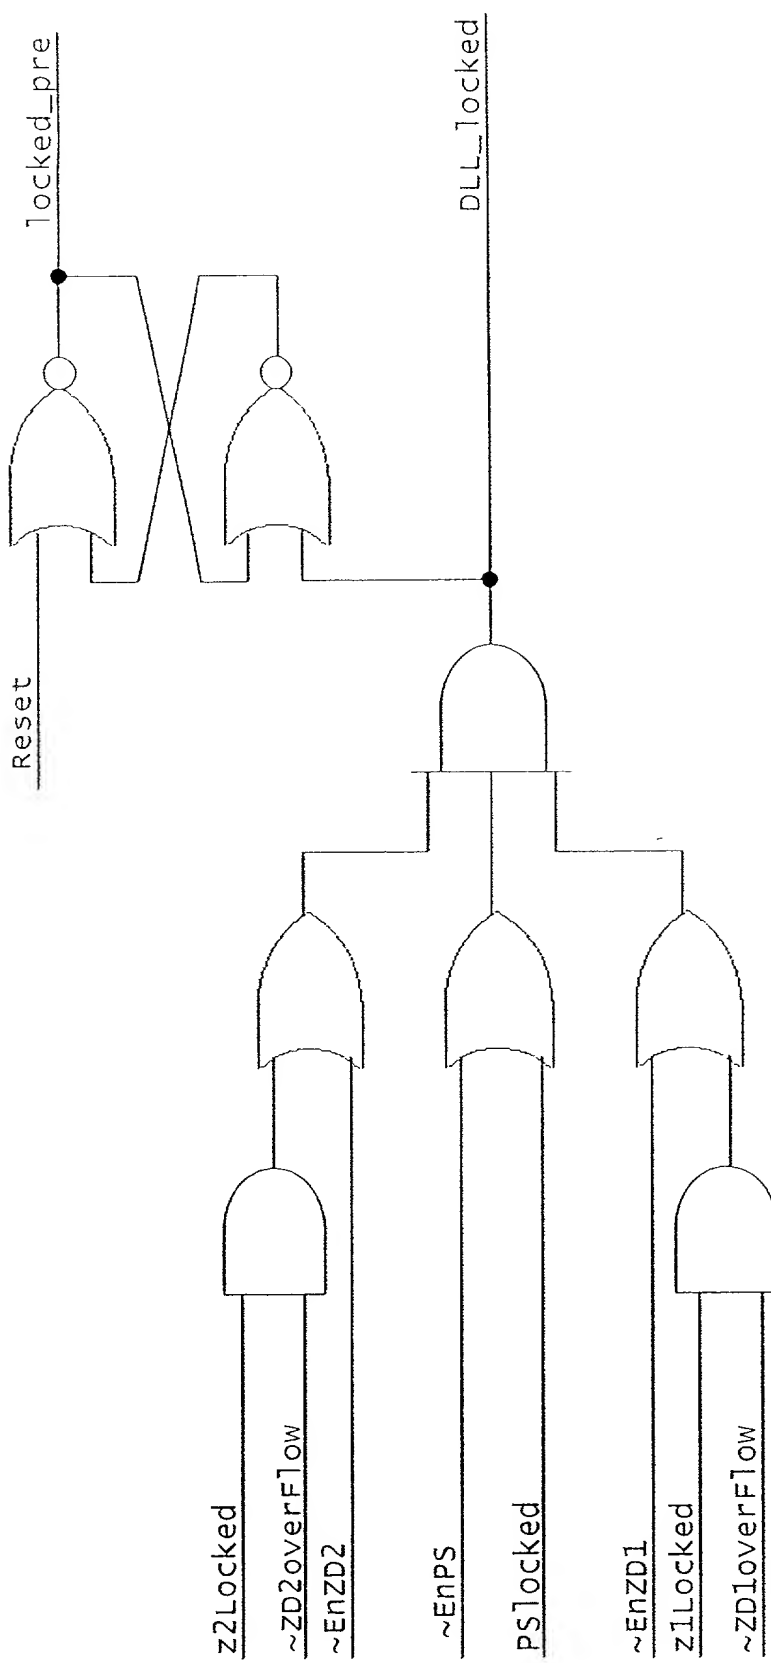 locked_pre
DLL_locked
Reset
z2Locked
~ZD2overFlow
~EnZD2
~EnPS
PSlocked
~EnZD1
z1Locked
~ZD1overFlow